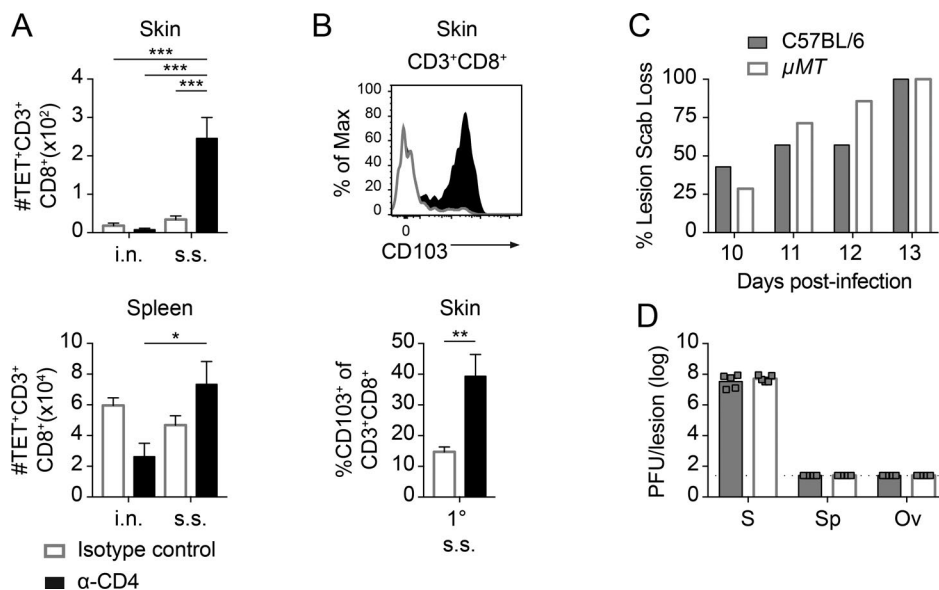 A
Skin
***
***
***
#TET⁺CD3⁺
CD8⁺(x10²)
4
3
2
1
0
i.n.
s.s.
Spleen
*
#TET⁺CD3⁺
CD8⁺(x10⁴)
10
8
6
4
2
0
i.n.
s.s.
Isotype control
α-CD4
B
Skin
CD3⁺CD8⁺
% of Max
100
80
60
40
20
0
0
CD103
Skin
**
%CD103⁺ of
CD3⁺CD8⁺
50
40
30
20
10
0
1°
s.s.
C
C57BL/6
µMT
% Lesion Scab Loss
100
75
50
25
0
10
11
12
13
Days post-infection
D
PFU/lesion (log)
10
8
6
4
2
0
S
Sp
Ov